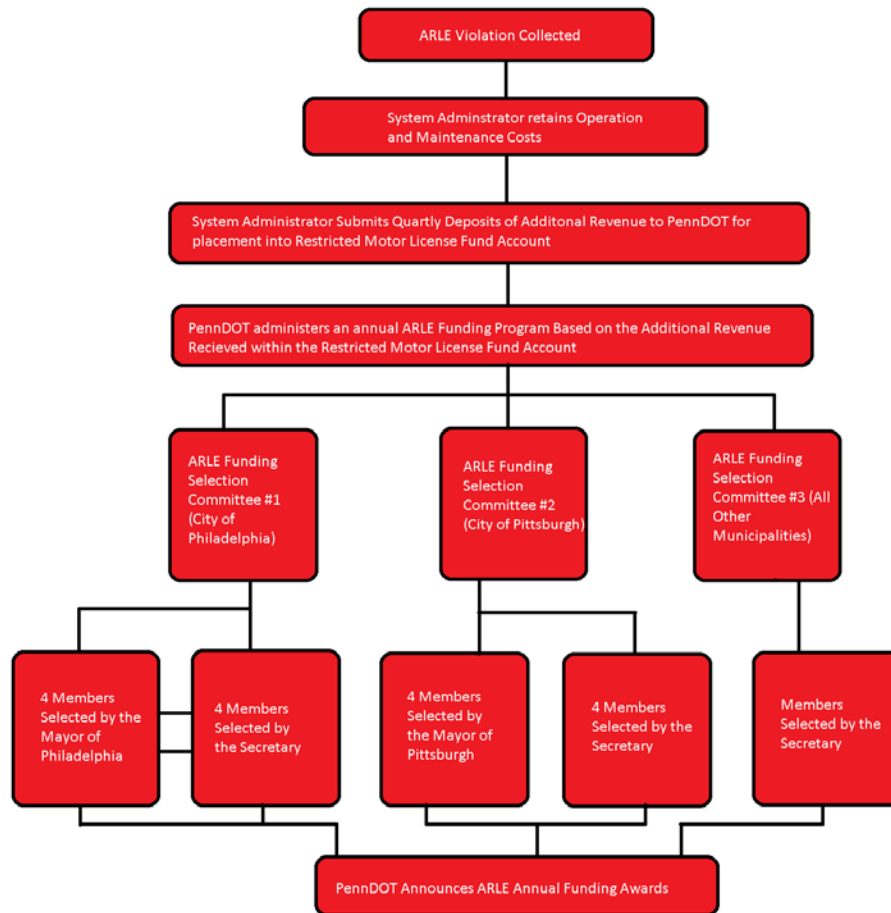 ARLE Violation Collected
System Adminstrator retains Operation
and Maintenance Costs
System Administrator Submits Quartly Deposits of Additonal Revenue to PennDOT for
placement into Restricted Motor License Fund Account
PennDOT administers an annual ARLE Funding Program Based on the Additional Revenue
Recieved within the Restricted Motor License Fund Account
ARLE Funding
Selection
Committee #1
(City of
Philadelphia)
ARLE Funding
Selection
Committee #2
(City of Pittsburgh)
ARLE Funding
Selection
Committee #3 (All
Other
Municipalities)
4 Members
Selected by the
Mayor of
Philadelphia
4 Members
Selected by
the Secretary
4 Members
Selected by
the Mayor of
Pittsburgh
4 Members
Selected by the
Secretary
Members
Selected by the
Secretary
PennDOT Announces ARLE Annual Funding Awards